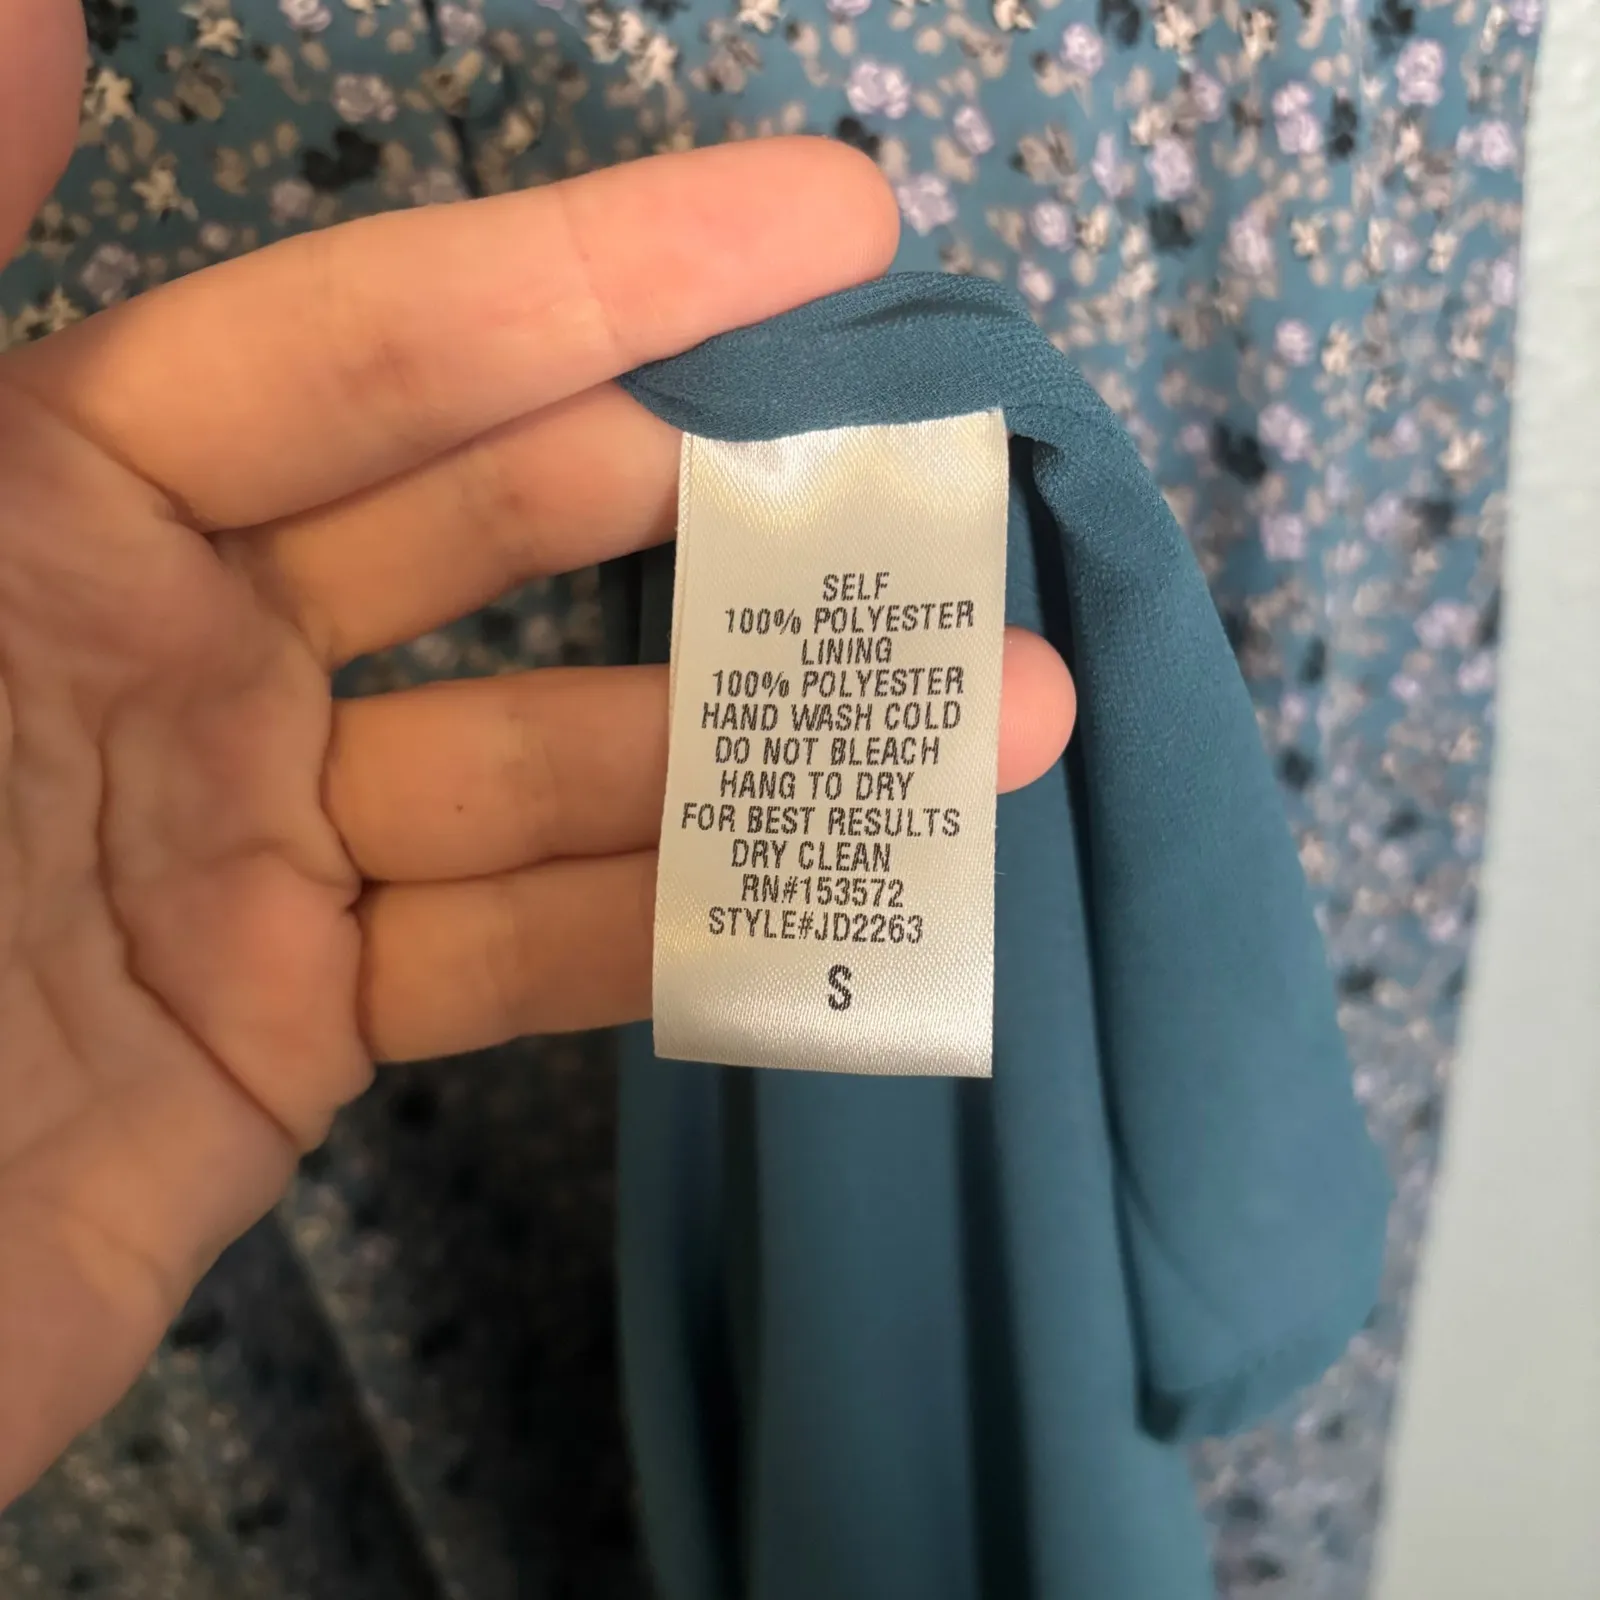 SELF
100% POLYESTER
LINING
100% POLYESTER
HAND WASH COLD
DO NOT BLEACH
HANG TO DRY
FOR BEST RESULTS
DRY CLEAN
RN#153572
STYLE#JD2263
S